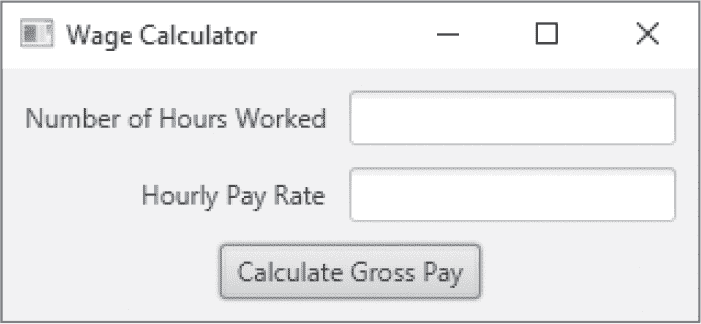 Wage Calculator
Number of Hours Worked
Hourly Pay Rate
Calculate Gross Pay